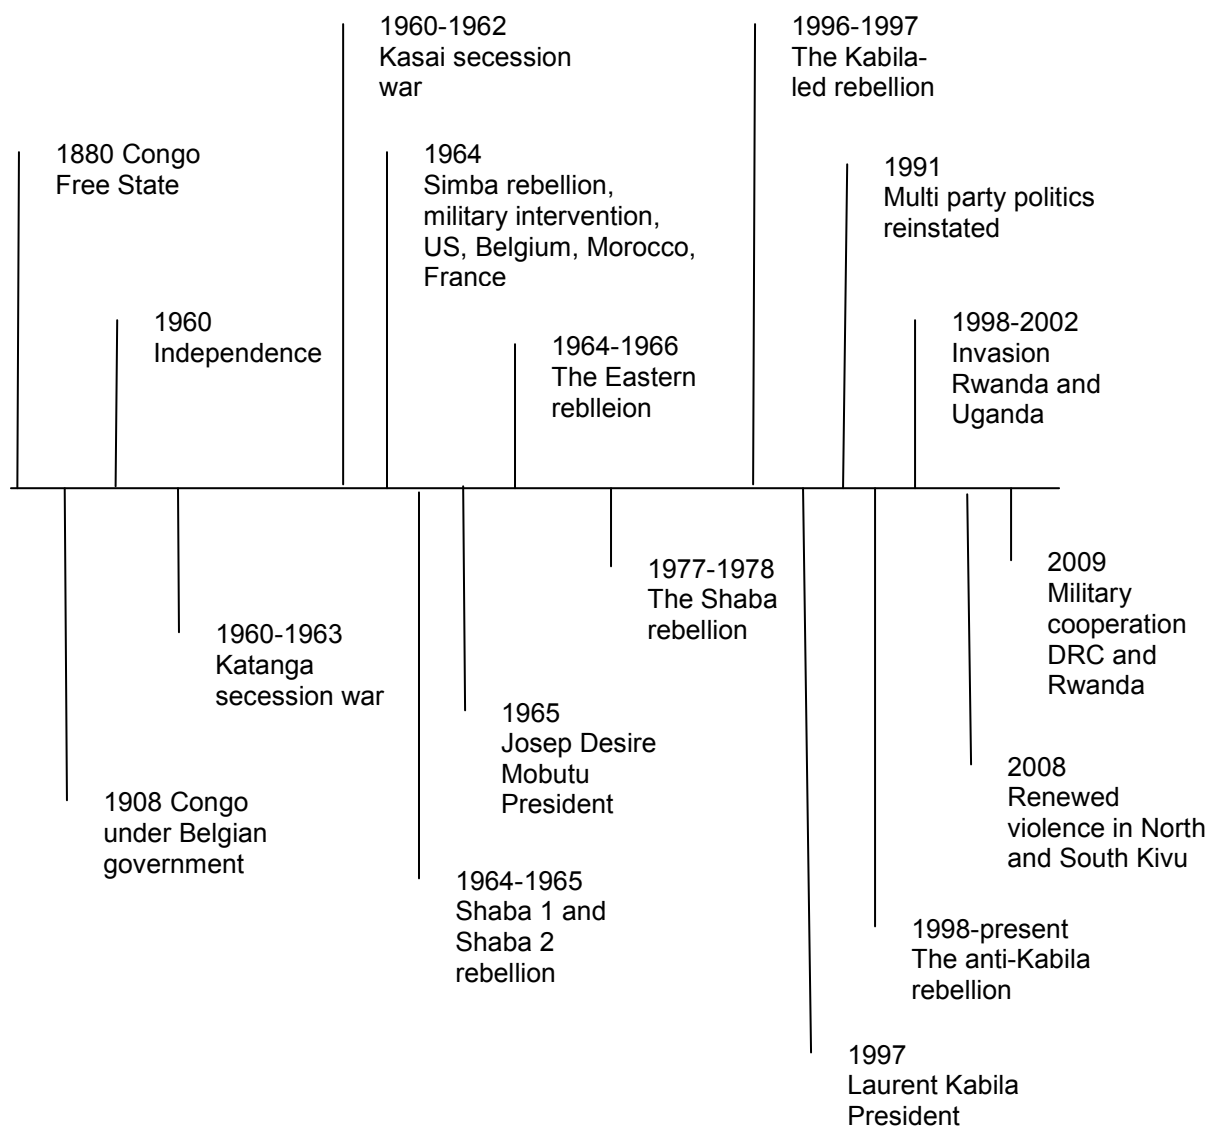 1960-1962
Kasai secession
war
1996-1997
The Kabila-
led rebellion
1880 Congo
Free State
1964
Simba rebellion,
military intervention,
US, Belgium, Morocco,
France
1991
Multi party politics
reinstated
1960
Independence
1964-1966
The Eastern
reblleion
1998-2002
Invasion
Rwanda and
Uganda
1977-1978
The Shaba
rebellion
2009
Military
cooperation
DRC and
Rwanda
1960-1963
Katanga
secession war
1965
Josep Desire
Mobutu
President
2008
Renewed
violence in North
and South Kivu
1908 Congo
under Belgian
government
1964-1965
Shaba 1 and
Shaba 2
rebellion
1998-present
The anti-Kabila
rebellion
1997
Laurent Kabila
President